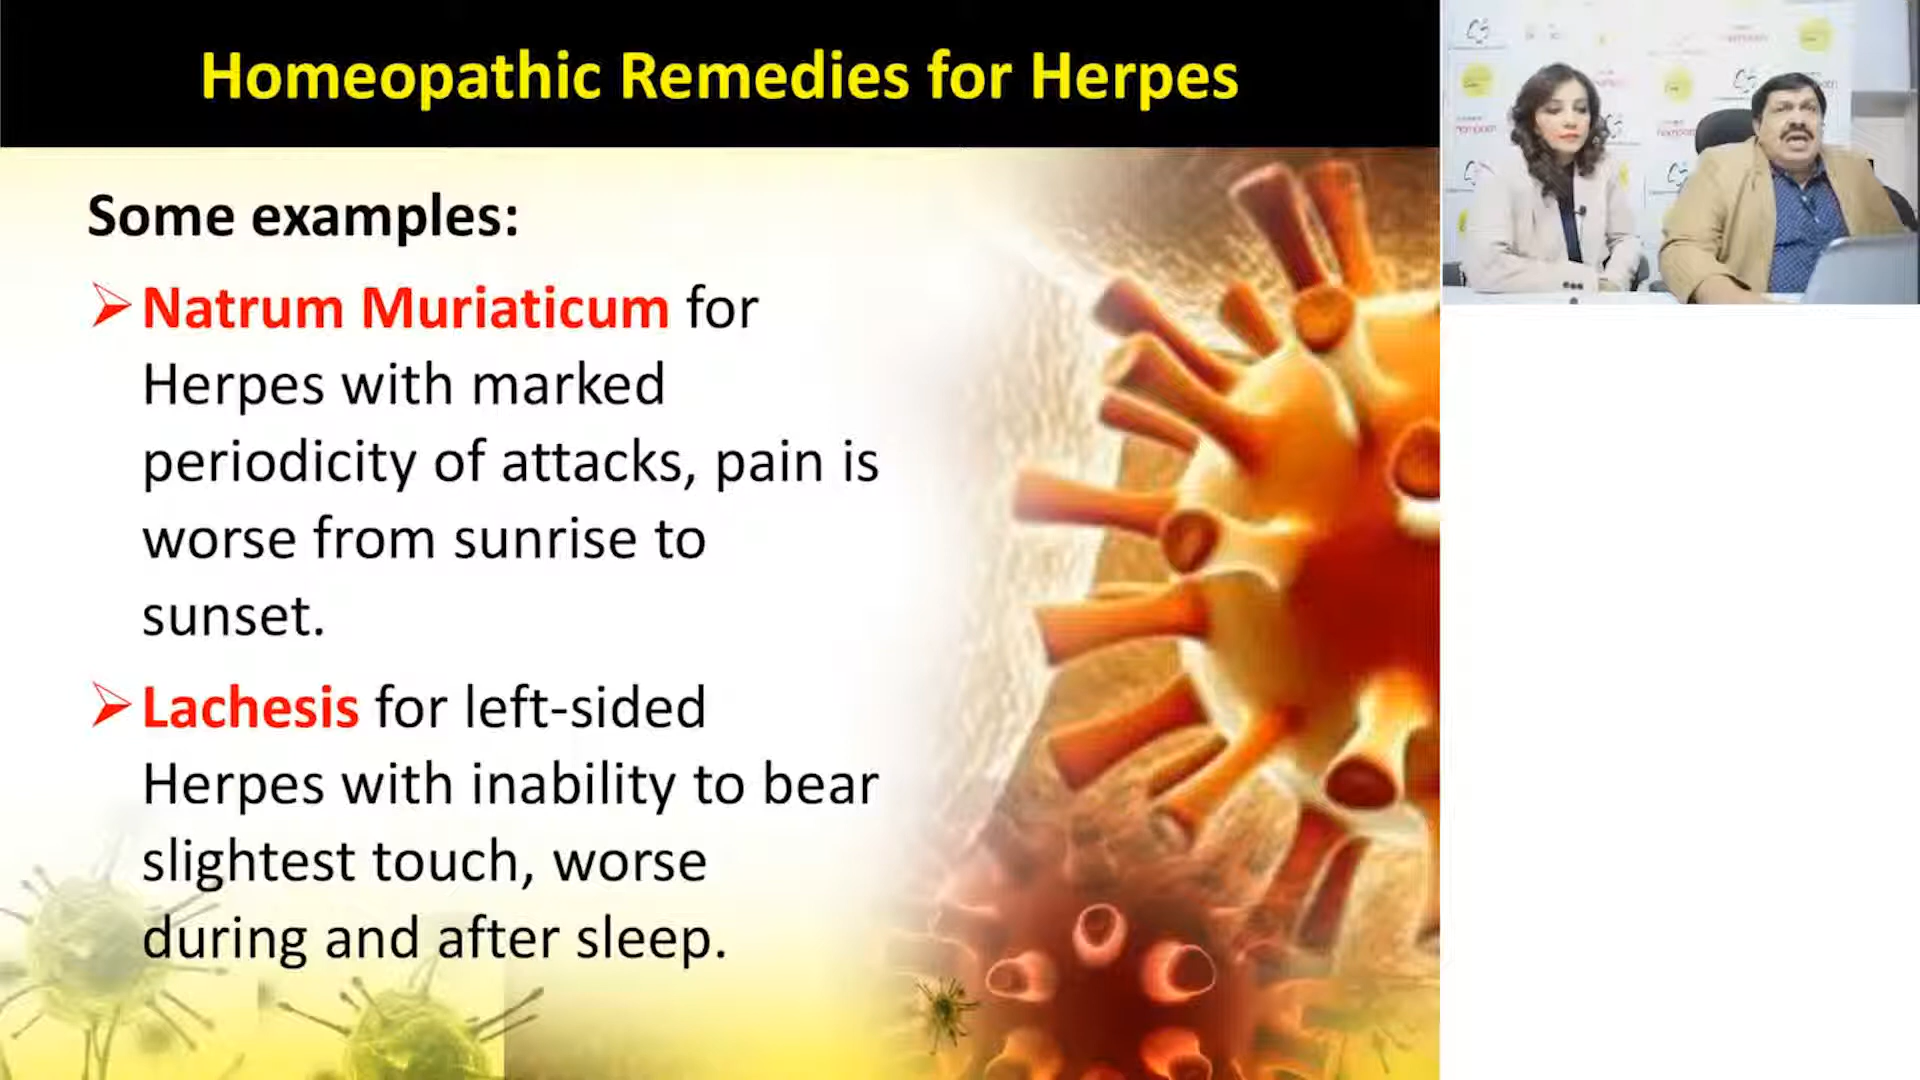 Homeopathic Remedies for Herpes
Some examples:
Natrum Muriaticum for
Herpes with marked
periodicity of attacks, pain is
worse from sunrise to
sunset.
Lachesis for left-sided
Herpes with inability to bear
slightest touch, worse
during and after sleep.